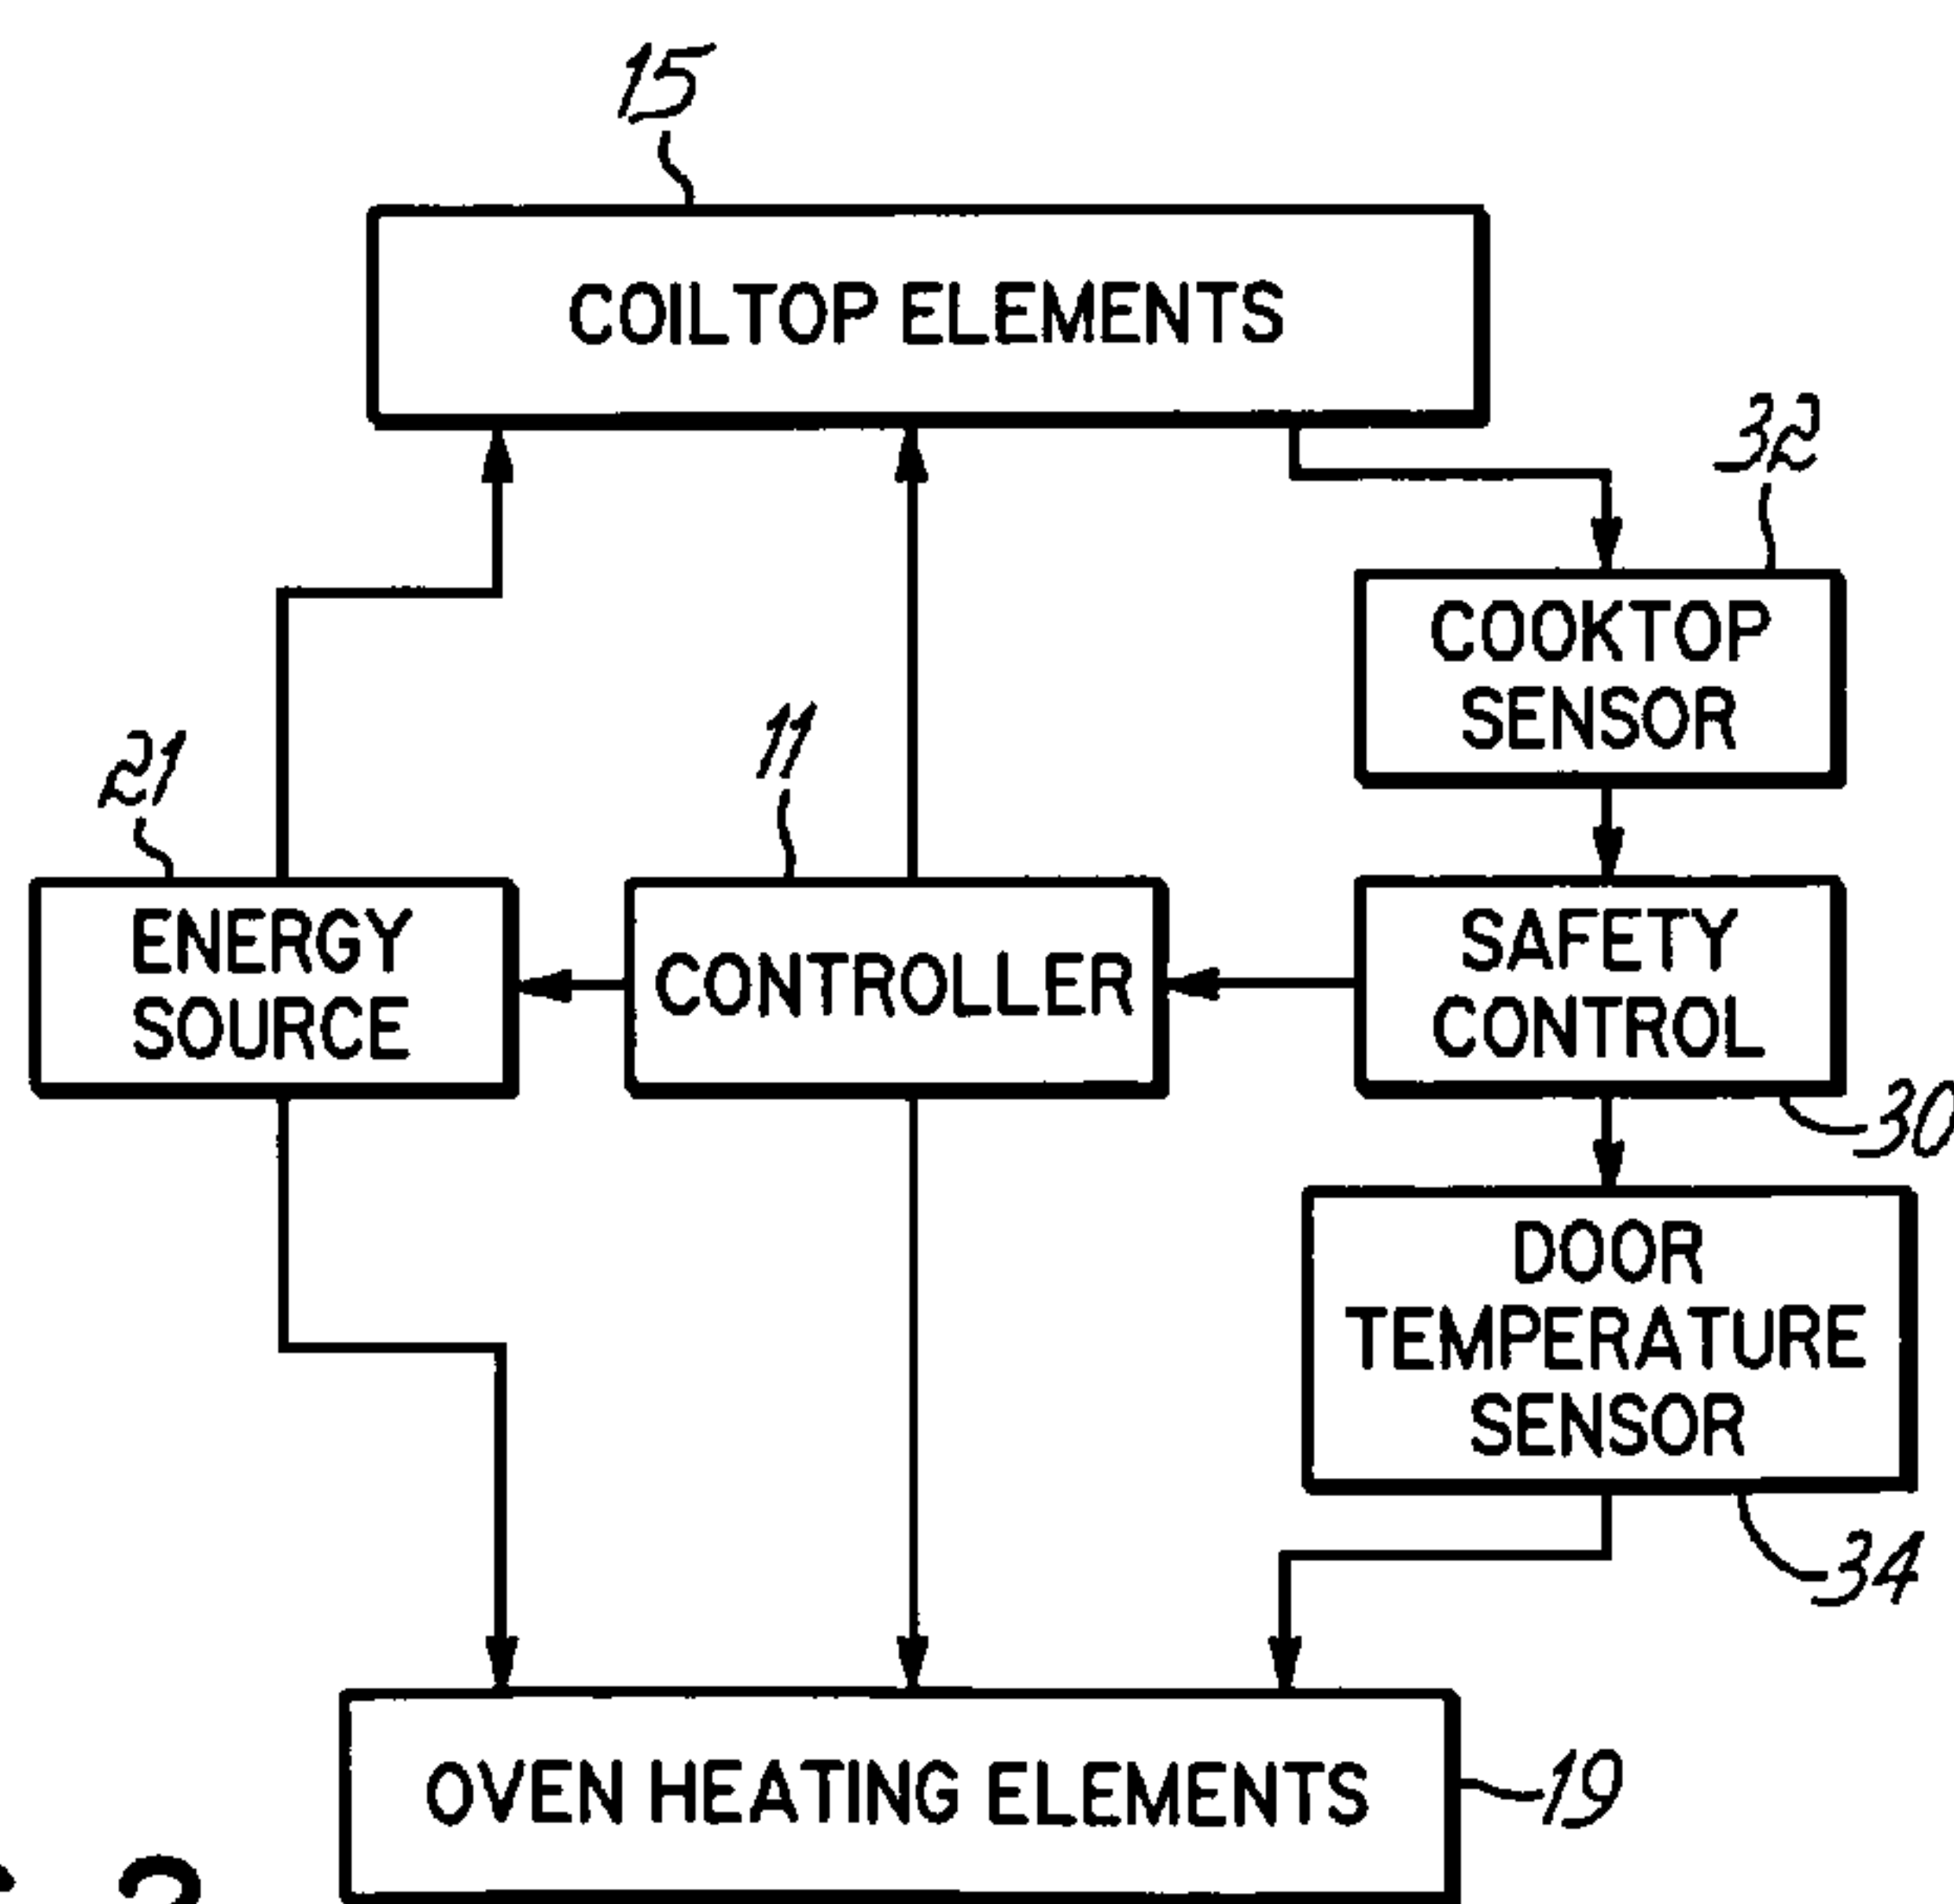 15
COILTOP ELEMENTS
32
COOKTOP
SENSOR
21
11
ENERGY
SOURCE
CONTROLLER
SAFETY
CONTROL
30
DOOR
TEMPERATURE
SENSOR
34
OVEN HEATING ELEMENTS
19